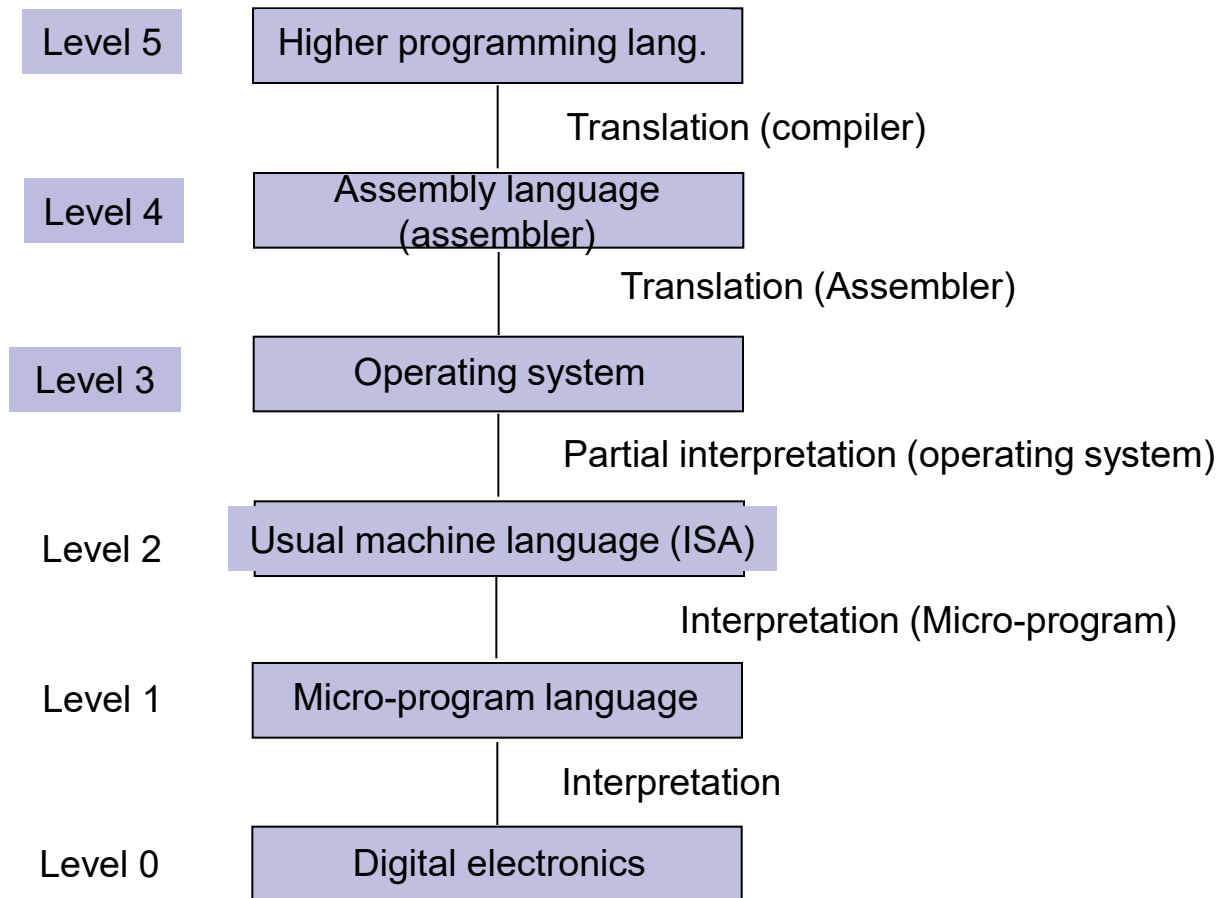 Level 5
Higher programming lang.
Translation (compiler)
Level 4
Assembly language
(assembler)
Translation (Assembler)
Level 3
Operating system
Partial interpretation (operating system)
Level 2
Usual machine language (ISA)
Interpretation (Micro-program)
Level 1
Micro-program language
Interpretation
Level 0
Digital electronics